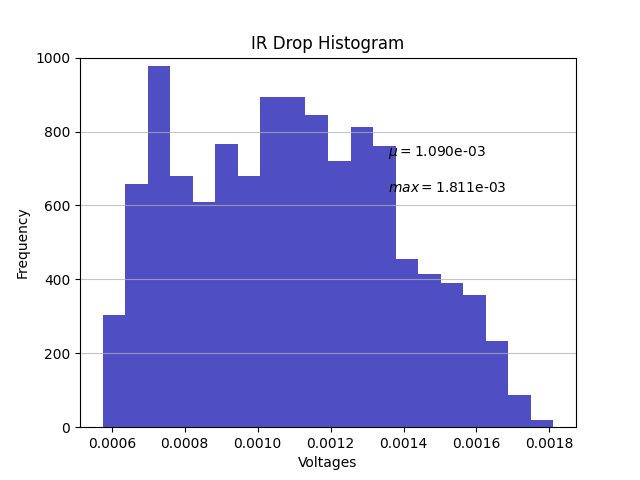 IR Drop Histogram
1000
800
600
400
200
0
Frequency
μ = 1.090e-03
max = 1.811e-03
0.0006 0.0008 0.0010 0.0012 0.0014 0.0016 0.0018
Voltages